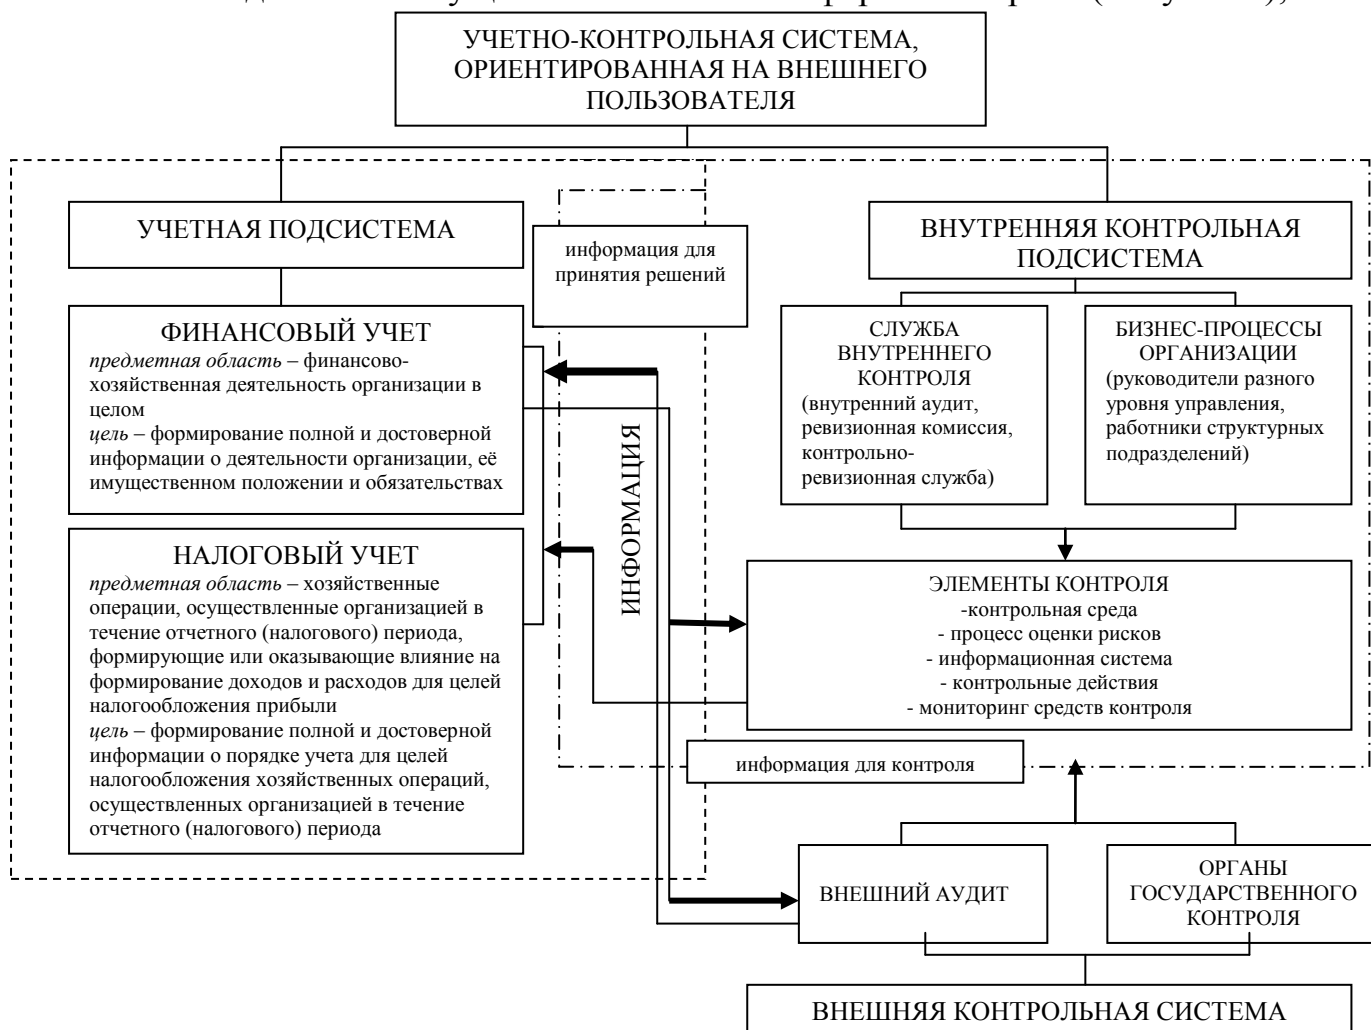 УЧЕТНО-КОНТРОЛЬНАЯ СИСТЕМА,
ОРИЕНТИРОВАННАЯ НА ВНЕШНЕГО
ПОЛЬЗОВАТЕЛЯ
УЧЕТНАЯ ПОДСИСТЕМА
информация для
принятия решений
ВНУТРЕННЯЯ КОНТРОЛЬНАЯ
ПОДСИСТЕМА
ФИНАНСОВЫЙ УЧЕТ
предметная область – финансово-
хозяйственная деятельность организации в
целом
цель – формирование полной и достоверной
информации о деятельности организации, её
имущественном положении и обязательствах
НАЛОГОВЫЙ УЧЕТ
предметная область – хозяйственные
операции, осуществленные организацией в
течение отчетного (налогового) периода,
формирующие или оказывающие влияние на
формирование доходов и расходов для целей
налогообложения прибыли
цель – формирование полной и достоверной
информации о порядке учета для целей
налогообложения хозяйственных операций,
осуществленных организацией в течение
отчетного (налогового) периода
ИНФОРМАЦИЯ
СЛУЖБА
ВНУТРЕННЕГО
КОНТРОЛЯ
(внутренний аудит,
ревизионная комиссия,
контрольно-
ревизионная служба)
БИЗНЕС-ПРОЦЕССЫ
ОРГАНИЗАЦИИ
(руководители разного
уровня управления,
работники структурных
подразделений)
ЭЛЕМЕНТЫ КОНТРОЛЯ
-контрольная среда
- процесс оценки рисков
- информационная система
- контрольные действия
- мониторинг средств контроля
информация для контроля
ВНЕШНИЙ АУДИТ
ОРГАНЫ
ГОСУДАРСТВЕННОГО
КОНТРОЛЯ
ВНЕШНЯЯ КОНТРОЛЬНАЯ СИСТЕМА